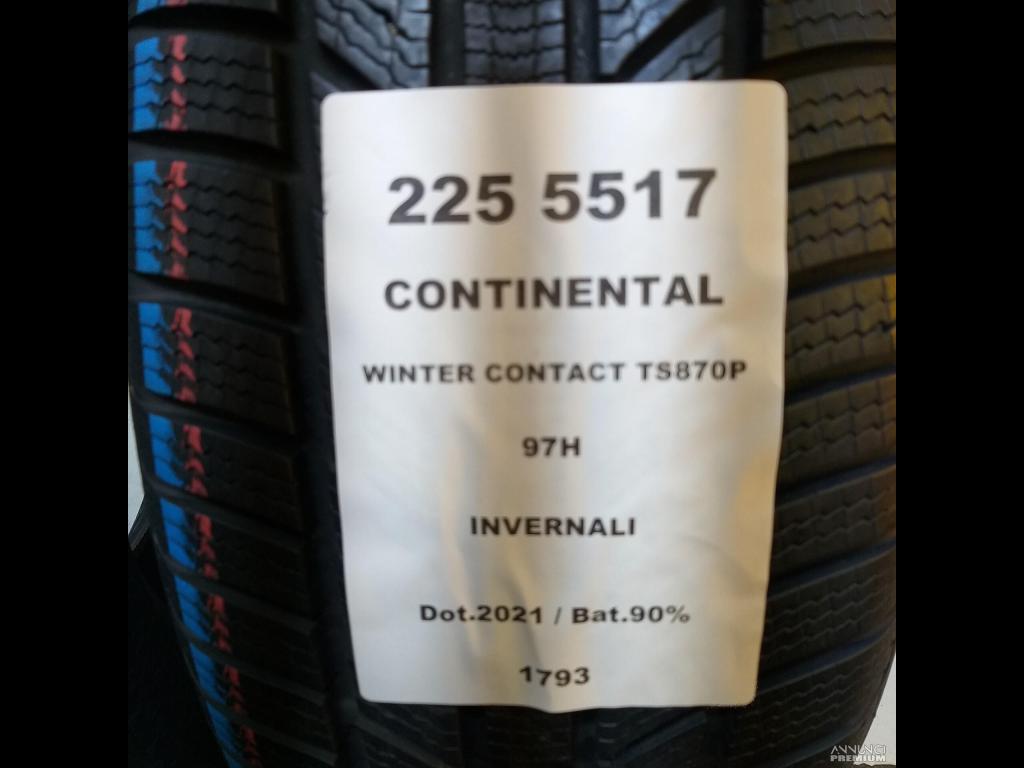 225 5517
CONTINENTAL
WINTER CONTACT TS870P
97H
INVERNALI
Dot.2021 / Bat.90%
1793
ANNUNCI
PREMIUM